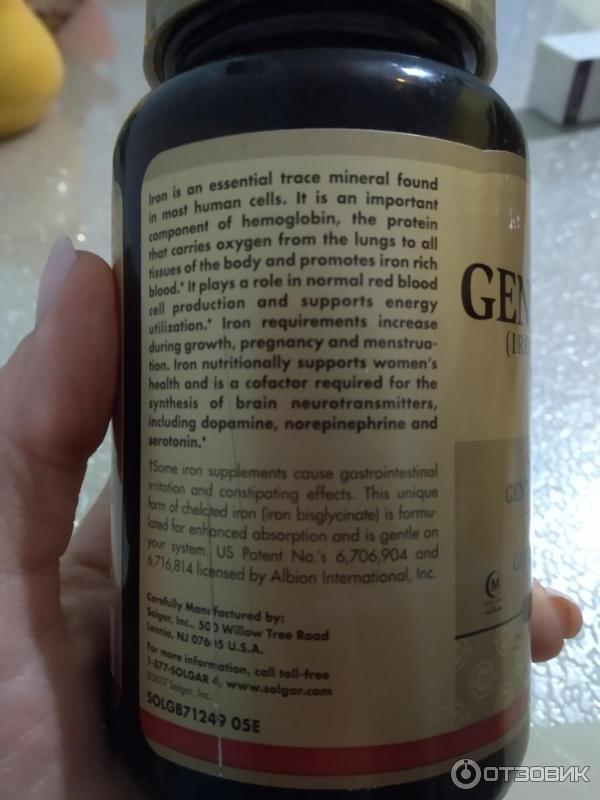 Iron is an essential trace mineral found
in most human cells. It is an important
component of hemoglobin, the protein
that carries oxygen from the lungs to all
tissues of the body and promotes iron rich
blood.* It plays a role in normal red blood
cell production and supports energy
utilization.* Iron requirements increase
during growth, pregnancy and menstrua-
tion. Iron nutritionally supports women's
health and is a cofactor required for the
synthesis of brain neurotransmitters,
including dopamine, norepinephrine and
serotonin.*
†Some iron supplements cause gastrointestinal
irritation and constipating effects. This unique
form of chelated iron (iron bisglycinate) is formu-
lated for enhanced absorption and is gentle on
your system. US Patent No.'s 6,706,904 and
6,716,814 licensed by Albion International, Inc.
Carefully Manufactured by:
Solgar, Inc., 500 Willow Tree Road
Leonia, NJ 07605 U.S.A.
For more information, call toll-free
1-877-SOLGAR 4, www.solgar.com
©2017 Solgar, Inc.
SOLGB71249 05E
GEN
(IRO
GENT
ОТЗОВИК